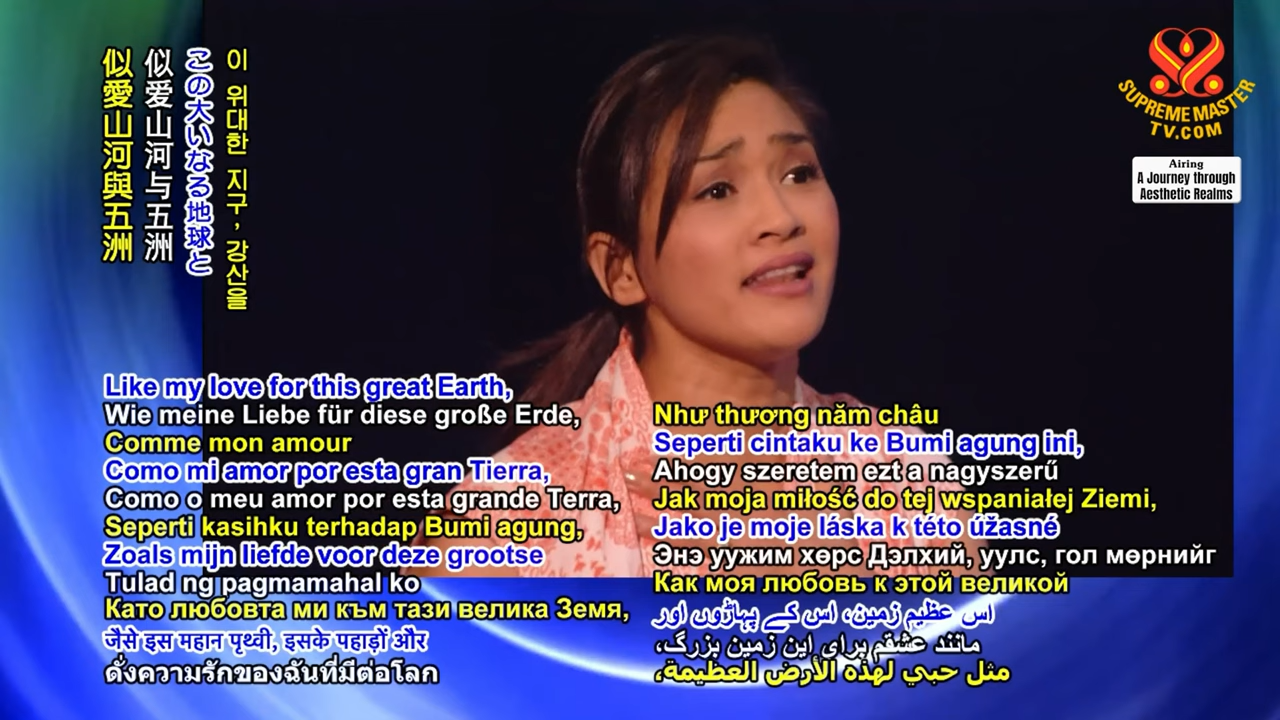 似愛山河與五洲
似爱山河与五洲
この大いなる地球と
이 위대한 지구, 강산을
SUPREME MASTER
TV.COM
Airing
A Journey through
Aesthetic Realms
Like my love for this great Earth,
Wie meine Liebe für diese große Erde,
Comme mon amour
Como mi amor por esta gran Tierra,
Como o meu amor por esta grande Terra,
Seperti kasihku terhadap Bumi agung,
Zoals mijn liefde voor deze grootse
Tulad ng pagmamahal ko
Като любовта ми към тази велика Земя,
जैसे इस महान पृथ्वी, इसके पहाड़ों और
ดั่งความรักของฉันที่มีต่อโลก
Như thương năm châu
Seperti cintaku ke Bumi agung ini,
Ahogy szeretem ezt a nagyszerű
Jak moja miłość do tej wspaniałej Ziemi,
Jako je moje láska k této úžasné
Энэ уужим хөрс Дэлхий, уулс, гол мөрнийг
Как моя любовь к этой великой
اس عظیم زمین، اس کے پہاڑوں اور
مانند عشقم برای این زمین بزرگ،
مثل حبي لهذه الأرض العظيمة،